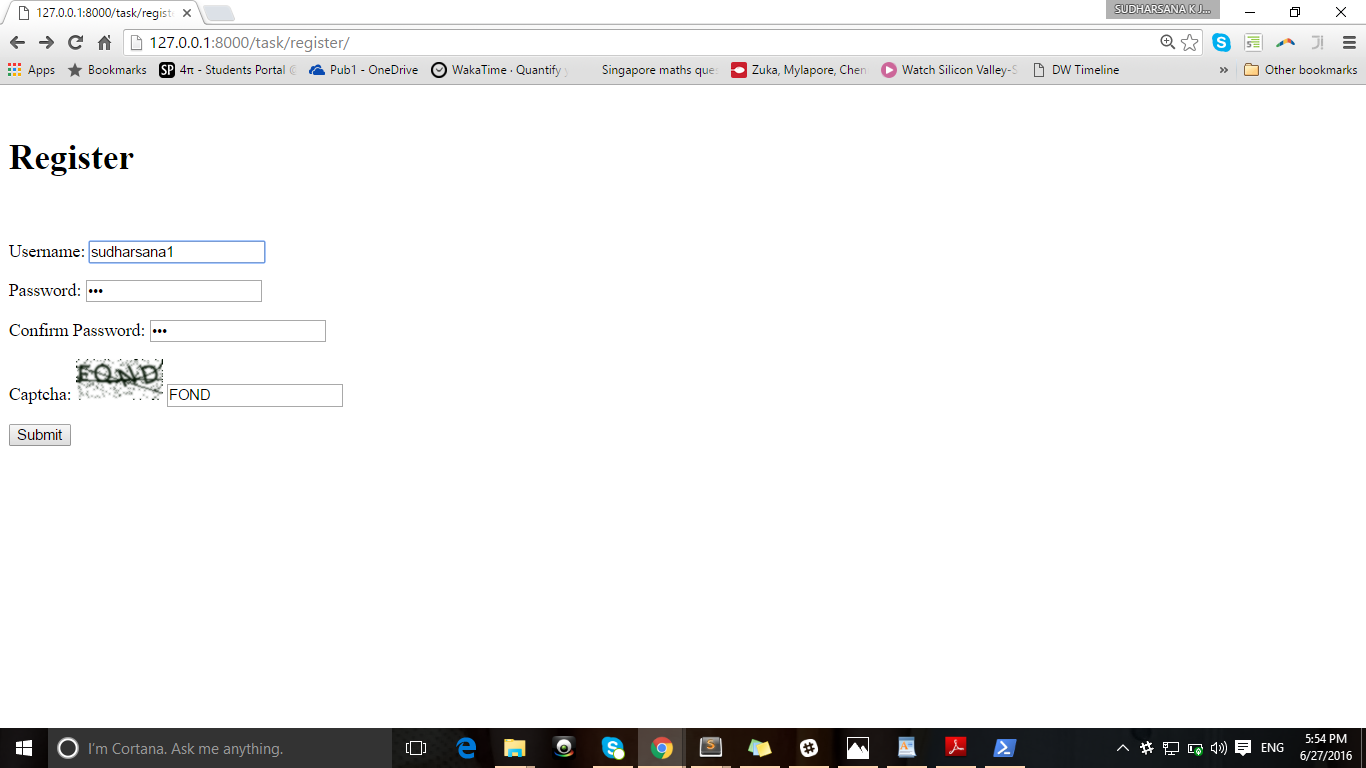 127.0.0.1:8000/task/regist
SUDHARSANA K J...
127.0.0.1:8000/task/register/
Apps
Bookmarks
SP
4π - Students Portal
Pub1 - OneDrive
WakaTime · Quantify
Singapore maths que
Zuka, Mylapore, Chen
Watch Silicon Valley-S
DW Timeline
»
Other bookmarks
Register
Username: sudharsana1
Password: •••
Confirm Password: •••
Captcha: FOND FOND
Submit
I'm Cortana. Ask me anything.
ENG
5:54 PM
6/27/2016